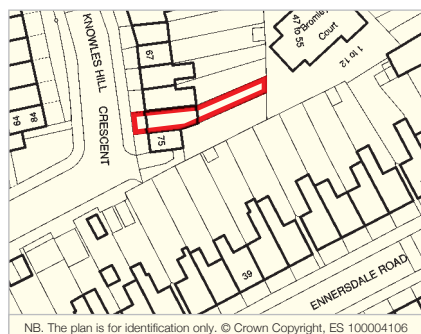 KNOWLES HILL
CRESCENT
67
75
84
64
47
to
55
Bromley
Court
1 to 12
39
ENNERSDALE ROAD
NB. The plan is for identification only. © Crown Copyright, ES 100004106